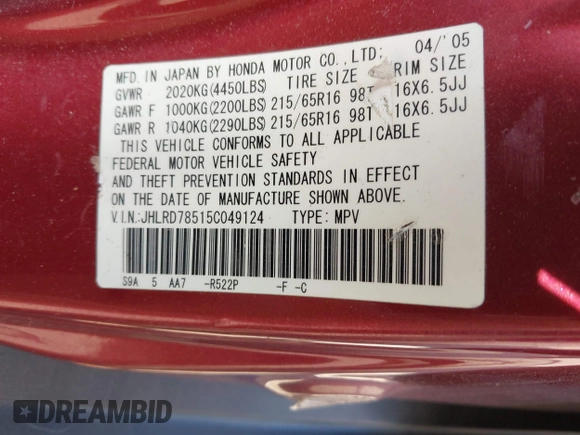 MFD. IN JAPAN BY HONDA MOTOR CO.,LTD: 04/'05
GVWR 2020KG(4450LBS) TIRE SIZE RIM SIZE
GAWR F 1000KG(2200LBS) 215/65R16 98T 16X6.5JJ
GAWR R 1040KG(2290LBS) 215/65R16 98T 16X6.5JJ
THIS VEHICLE CONFORMS TO ALL APPLICABLE
FEDERAL MOTOR VEHICLE SAFETY
AND THEFT PREVENTION STANDARDS IN EFFECT
ON THE DATE OF MANUFACTURE SHOWN ABOVE.
V.I.N.:JHLRD78515C049124 TYPE: MPV
S9A 5 AA7 -R522P -F -C
DREAMBID